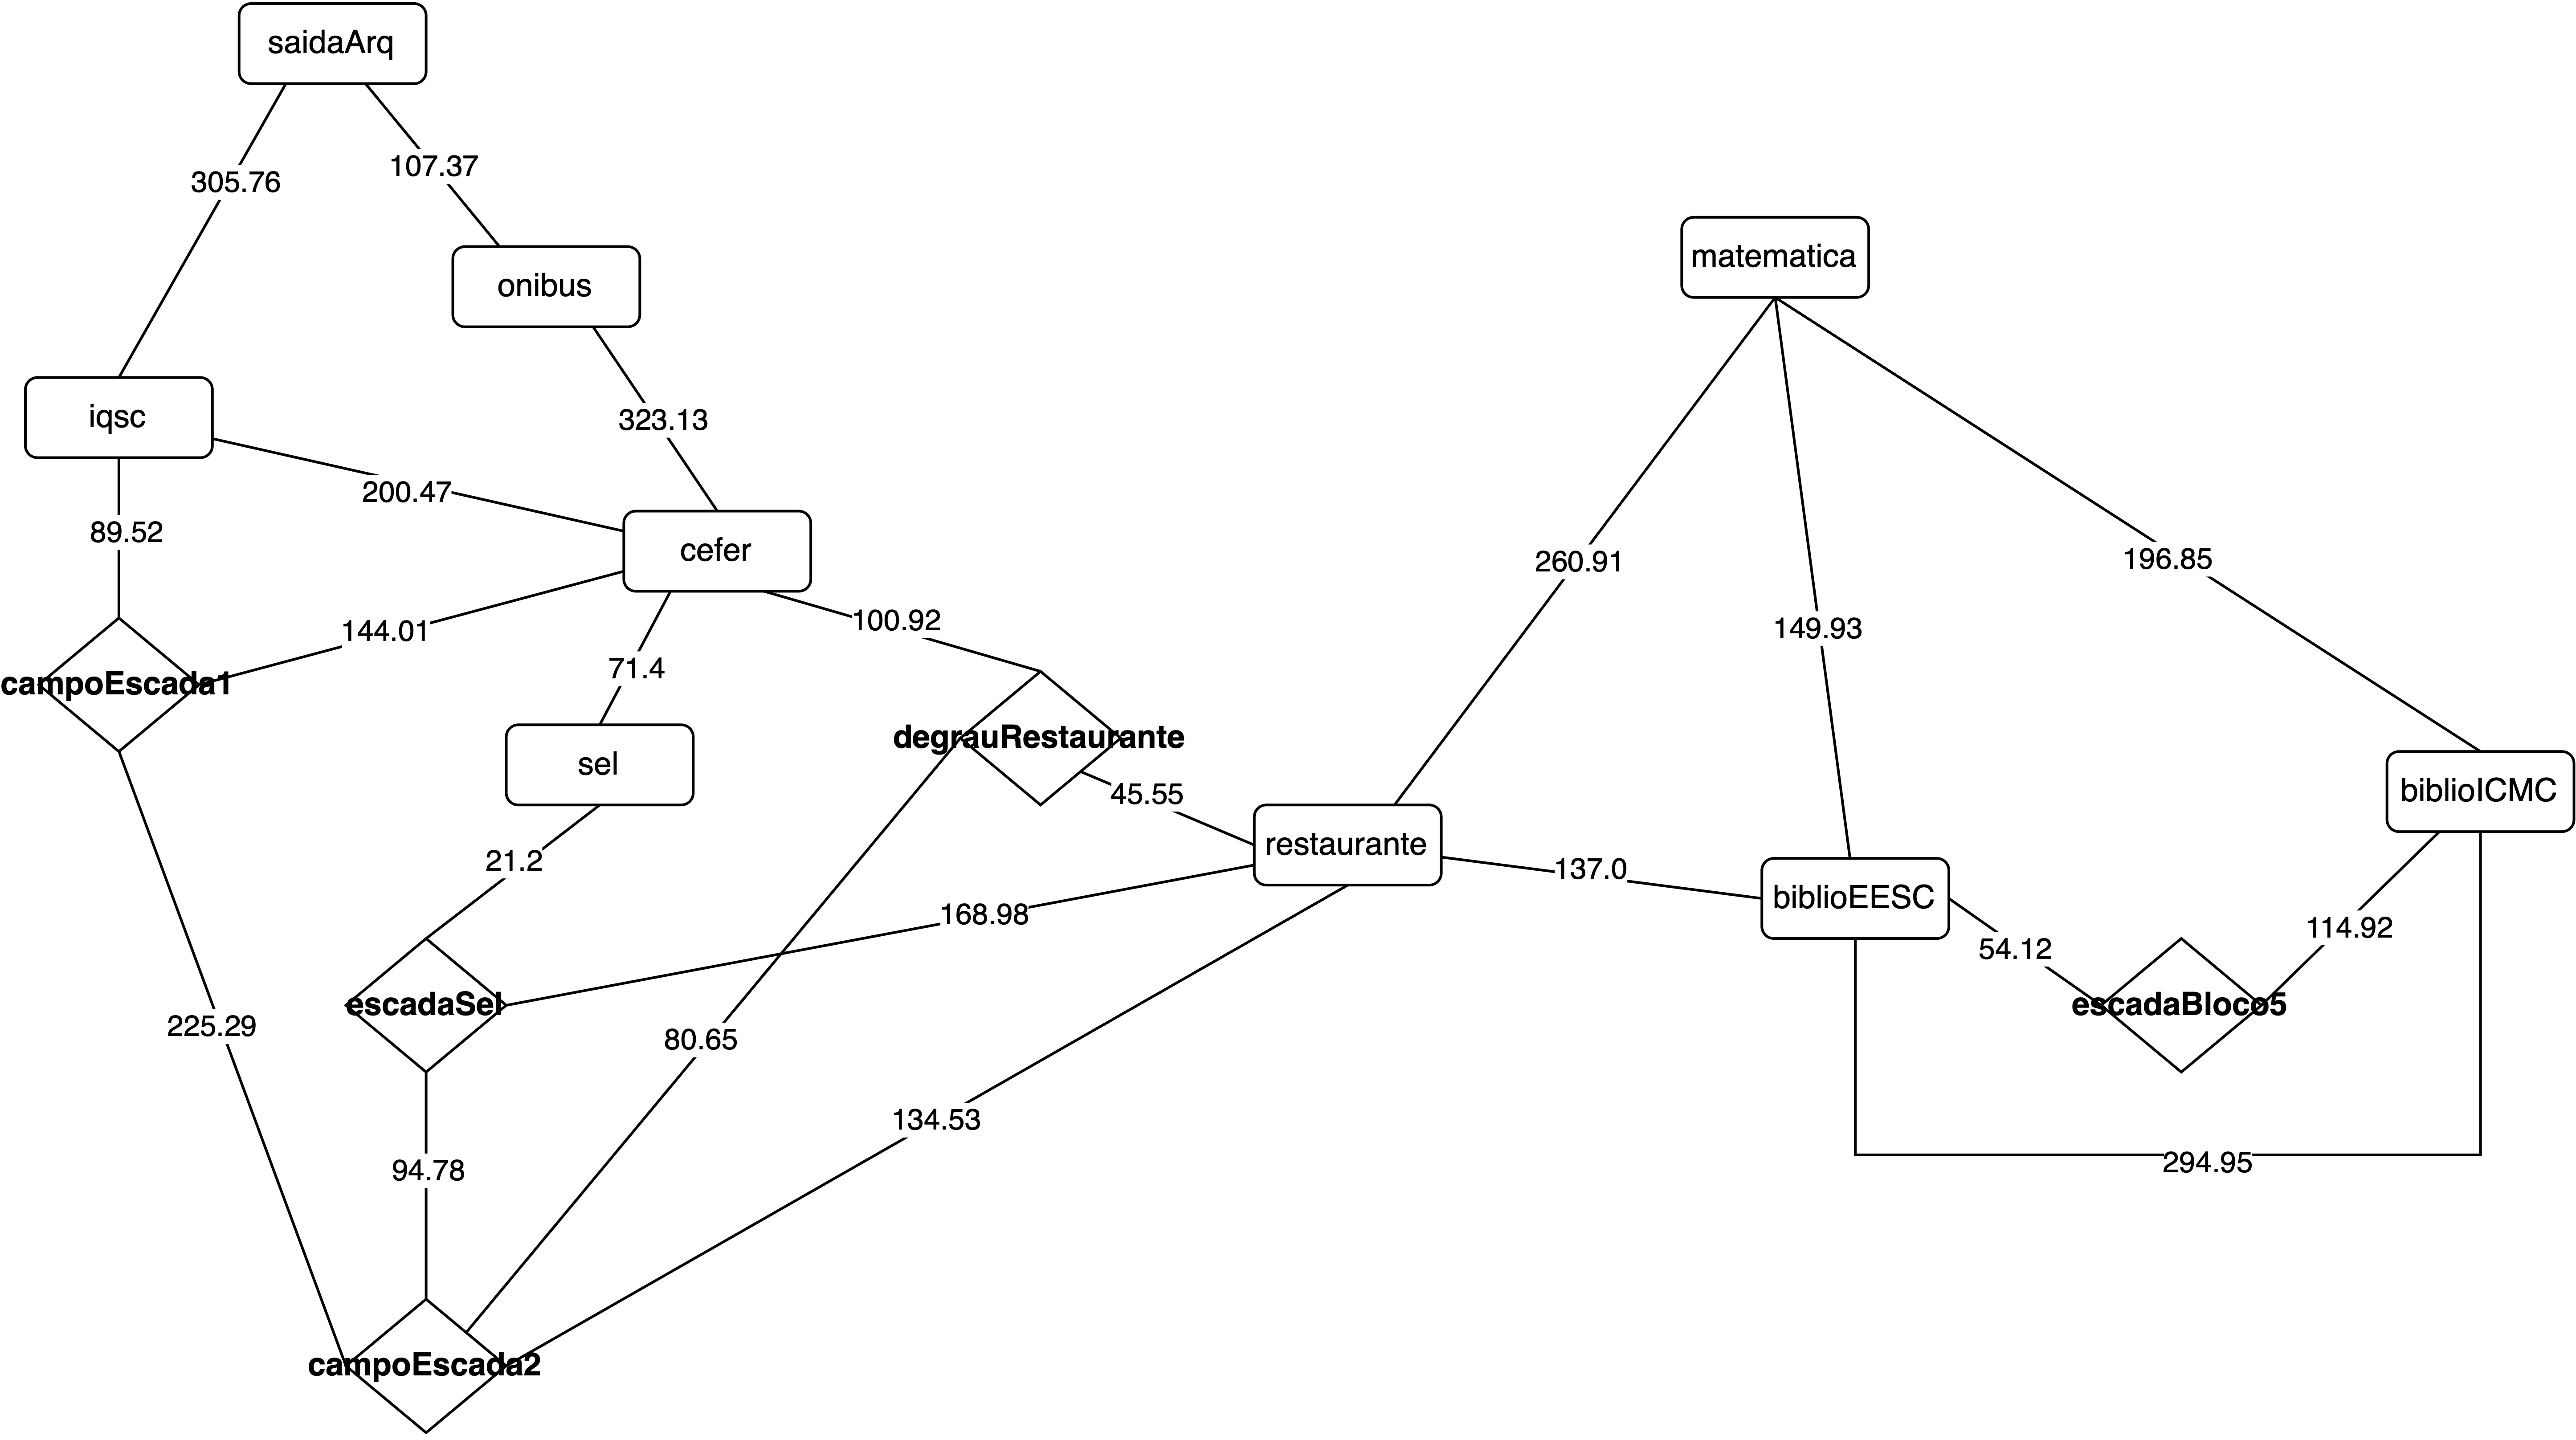 saidaArq
107.37
305.76
matematica
onibus
iqsc
323.13
200.47
89.52
cefer
260.91
196.85
100.92
144.01
149.93
71.4
campoEscada1
degrauRestaurante
sel
biblioICMC
45.55
restaurante
21.2
137.0
biblioEESC
168.98
114.92
54.12
escadaSel
escadaBloco5
225.29
80.65
134.53
294.95
94.78
campoEscada2